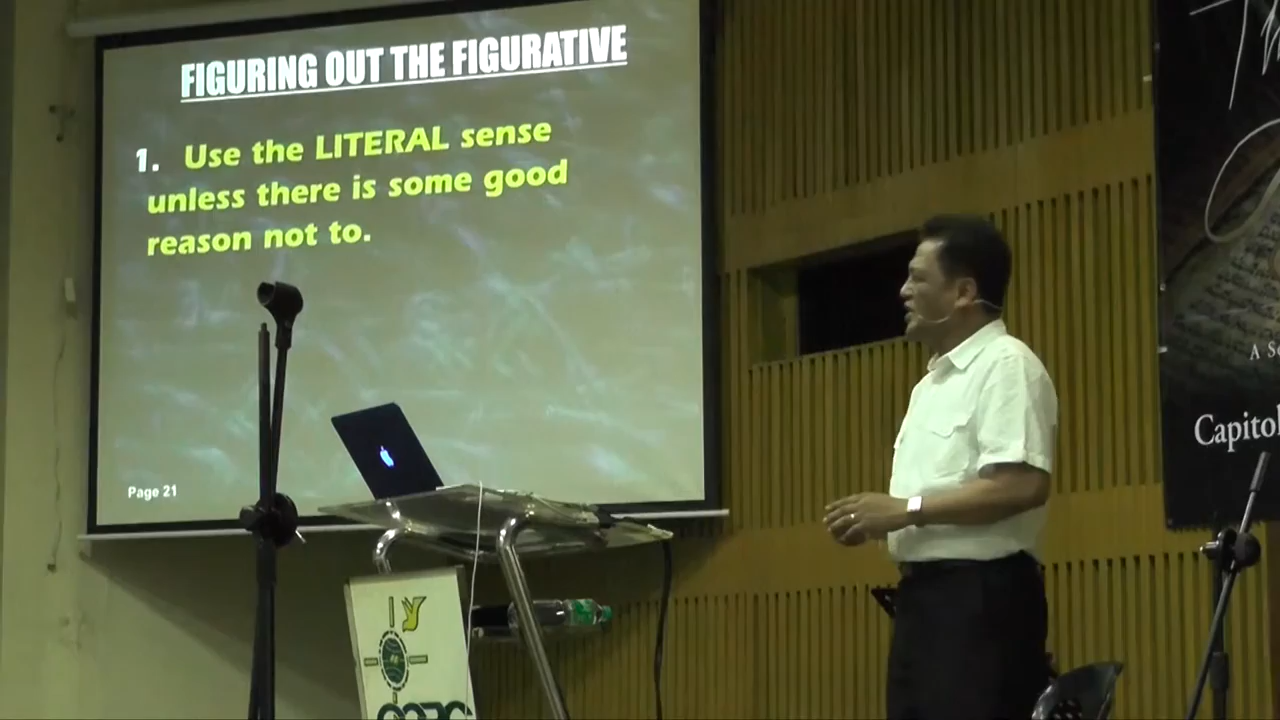 FIGURING OUT THE FIGURATIVE
1. Use the LITERAL sense
unless there is some good
reason not to.
Page 21
A S
Capitol